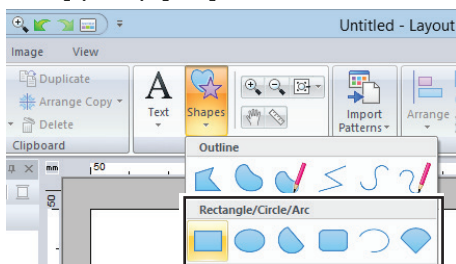 Untitled - Layout
Image View
Duplicate
Arrange Copy
Delete
Clipboard
Text
Shapes
Import
Patterns
Arrange
Outline
Rectangle/Circle/Arc
mm
50
50